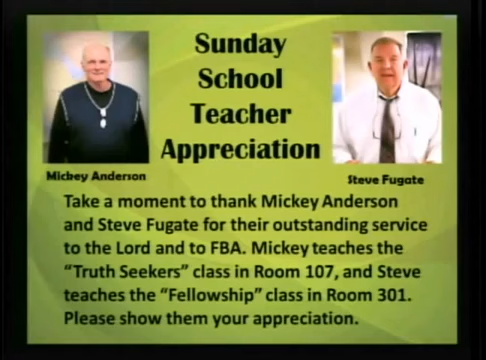 Sunday
School
Teacher
Appreciation
Mickey Anderson
Steve Fugate
Take a moment to thank Mickey Anderson
and Steve Fugate for their outstanding service
to the Lord and to FBA. Mickey teaches the
“Truth Seekers” class in Room 107, and Steve
teaches the “Fellowship” class in Room 301.
Please show them your appreciation.